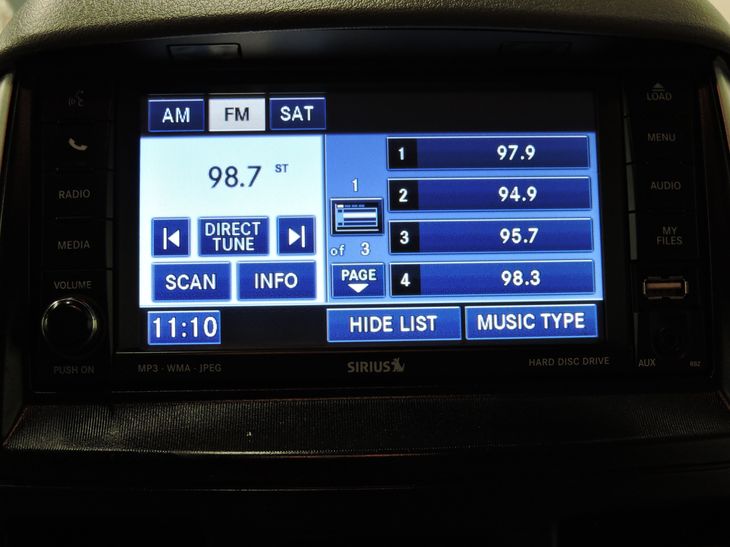 AM FM SAT
LOAD
98.7 ST
1 97.9
MENU
RADIO
1
2 94.9
AUDIO
DIRECT
TUNE
3 95.7
MY
FILES
MEDIA
of 3
SCAN INFO
PAGE
4 98.3
VOLUME
11:10 HIDE LIST MUSIC TYPE
PUSH ON
MP3 - WMA - JPEG
SIRIUS
HARD DISC DRIVE
AUX
RBZ